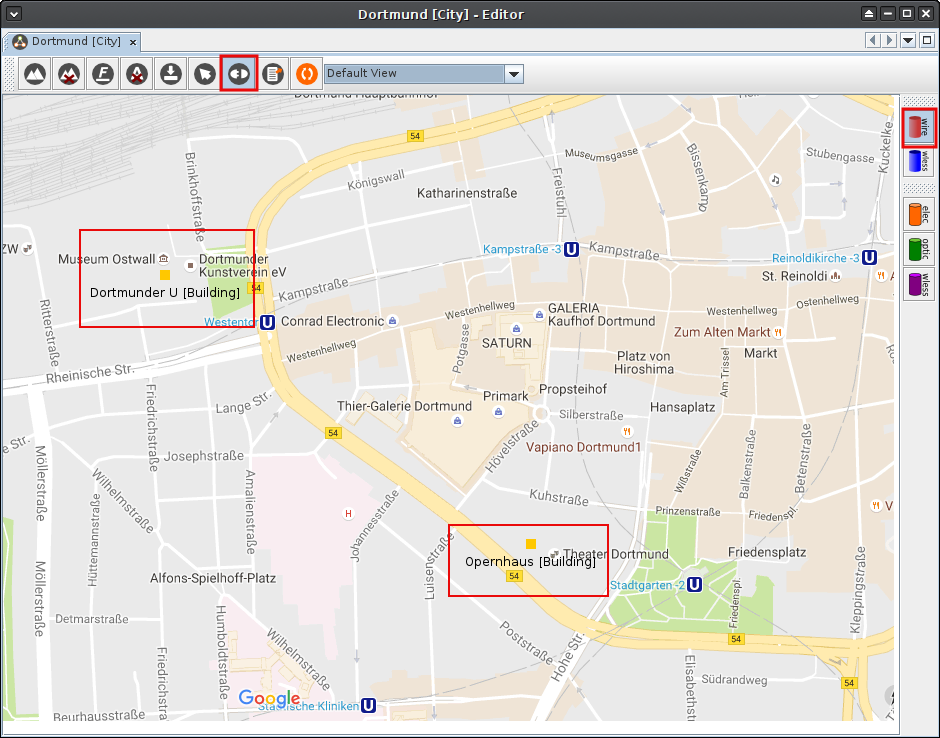 Dortmund [City] - Editor
Dortmund [City]
Default View
Dortmund Hauptbahnhof
54
Museumsgasse
Kuckelke
Stubengasse
Brinkhoffstraße
Königswall
Katharinenstraße
Freistuhl
Bissenkamp
wire
wless
elec
optic
wless
ZW
Museum Ostwall
Dortmunder
Kunstverein eV
Kampstraße -3
U
Kampstraße
Reinoldikirche -3
U
St. Reinoldi
A
54
Kampstraße
Dortmunder U [Building]
Ritterstraße
Westentor
U
Conrad Electronic
Westenhellweg
GALERIA
Kaufhof Dortmund
Westenhellweg
Ostenhellweg
Zum Alten Markt
Westenhellweg
Potgasse
SATURN
Platz von
Hiroshima
Am Trissel
Markt
Rheinische Str.
Friedrichstraße
Lange Str.
Thier-Galerie Dortmund
Primark
Propsteihof
Silberstraße
Hansaplatz
54
Hövelstraße
Vapiano Dortmund1
e Str.
Möllerstraße
Josephstraße
Wilhelmstraße
Amalienstraße
Wißstraße
Balkenstraße
Betenstraße
Hüttemannstraße
H
Johannesstraße
Kuhstraße
Prinzenstraße
Friedenspl.
V
Luisenstraße
Theater Dortmund
Opernhaus [Building]
54
Friedensplatz
Alfons-Spielhoff-Platz
Stadtgarten -2
U
Friedenspl.
Kleppingstraße
Möllerstraße
Detmarstraße
Humboldtstraße
Wilhelmstraße
Poststraße
Hohe Str.
54
Friedrichstraße
Elisabethstr
Südrandweg
54
Google
Städtische Kliniken
U
Beurhausstraße